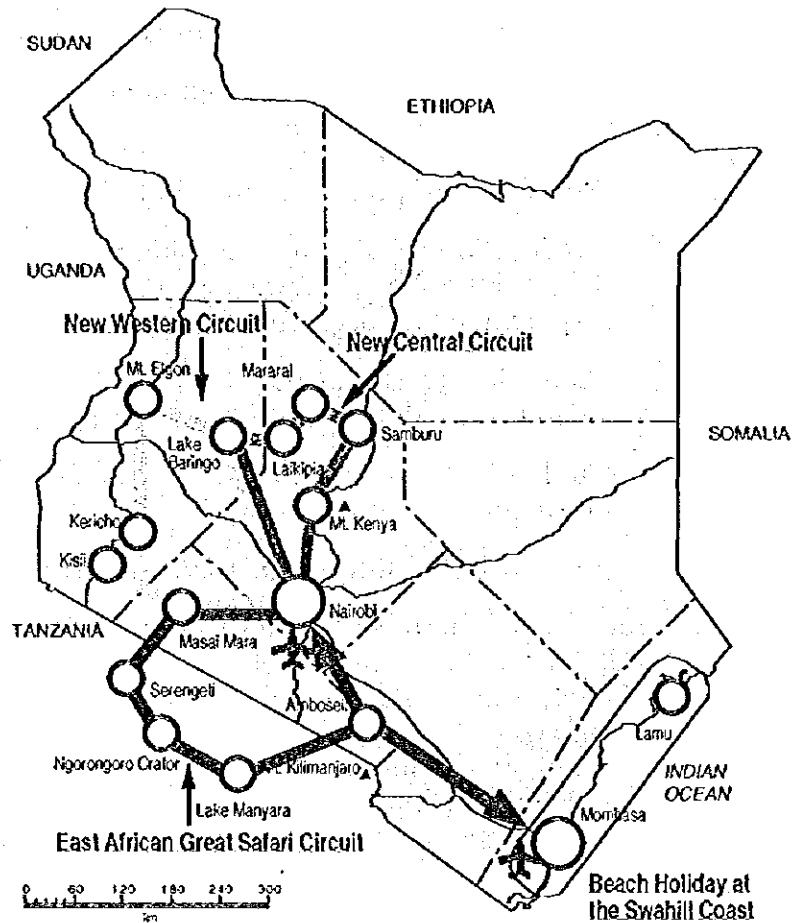 SUDAN
ETHIOPIA
UGANDA
New Western Circuit
New Central Circuit
Mt. Elgon
Mararal
Samburu
SOMALIA
Lake
Baringo
Laikipia
Kericho
Mt. Kenya
Kisii
Nairobi
TANZANIA
Masai Mara
Serengeti
Amboseli
Lamu
Ngorongoro Crator
Kilimanjaro
INDIAN
OCEAN
Lake Manyara
Mombasa
East African Great Safari Circuit
0 60 120 180 240 300
km
Beach Holiday at
the Swahili Coast